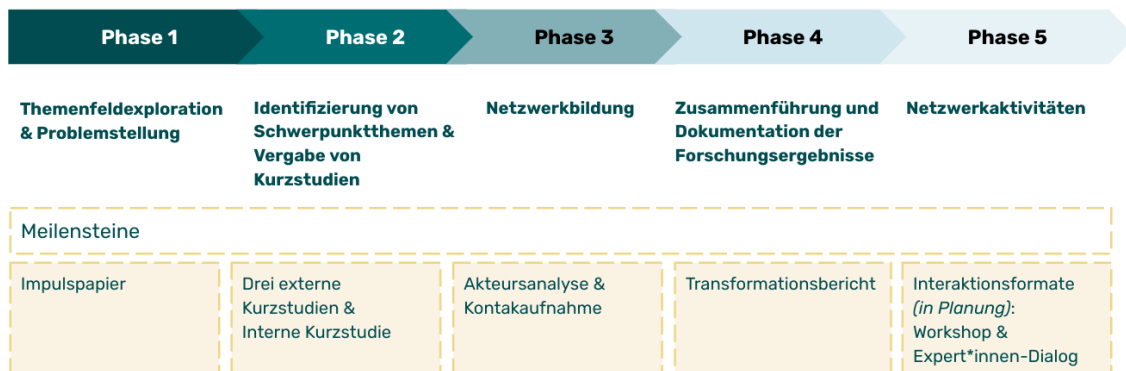 Phase 1
Phase 2
Phase 3
Phase 4
Phase 5
Themenfeldexploration
& Problemstellung
Identifizierung von
Schwerpunktthemen &
Vergabe von
Kurzstudien
Netzwerkbildung
Zusammenführung und
Dokumentation der
Forschungsergebnisse
Netzwerkaktivitäten
Meilensteine
Impulspapier
Drei externe
Kurzstudien &
Interne Kurzstudie
Akteursanalyse &
Kontakaufnahme
Transformationsbericht
Interaktionsformate
(in Planung):
Workshop &
Expert*innen-Dialog